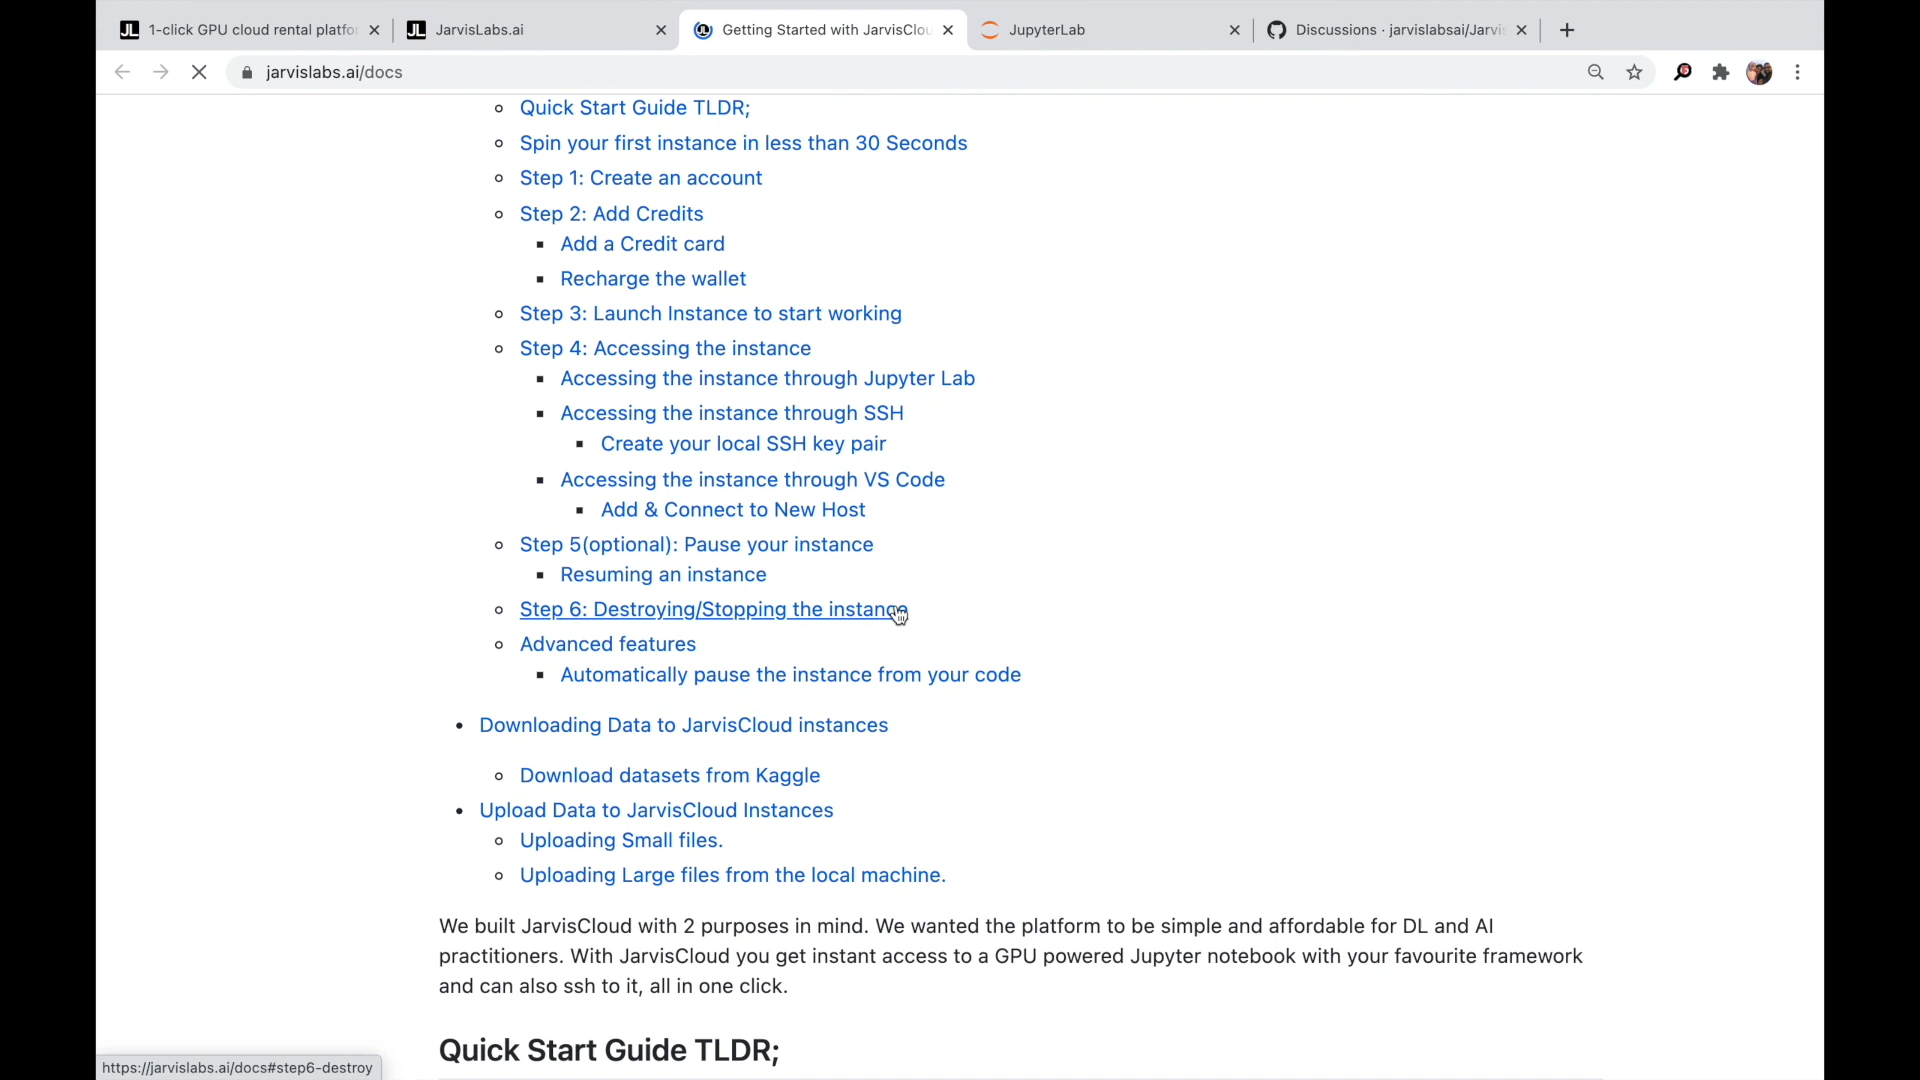 1-click GPU cloud rental platfo
JarvisLabs.ai
Getting Started with JarvisClou
JupyterLab
Discussions · jarvislabsai/Jarvis
jarvislabs.ai/docs
Quick Start Guide TLDR;
Spin your first instance in less than 30 Seconds
Step 1: Create an account
Step 2: Add Credits
Add a Credit card
Recharge the wallet
Step 3: Launch Instance to start working
Step 4: Accessing the instance
Accessing the instance through Jupyter Lab
Accessing the instance through SSH
Create your local SSH key pair
Accessing the instance through VS Code
Add & Connect to New Host
Step 5(optional): Pause your instance
Resuming an instance
Step 6: Destroying/Stopping the instance
Advanced features
Automatically pause the instance from your code
Downloading Data to JarvisCloud instances
Download datasets from Kaggle
Upload Data to JarvisCloud Instances
Uploading Small files.
Uploading Large files from the local machine.
We built JarvisCloud with 2 purposes in mind. We wanted the platform to be simple and affordable for DL and AI
practitioners. With JarvisCloud you get instant access to a GPU powered Jupyter notebook with your favourite framework
and can also ssh to it, all in one click.
Quick Start Guide TLDR;
https://jarvislabs.ai/docs#step6-destroy